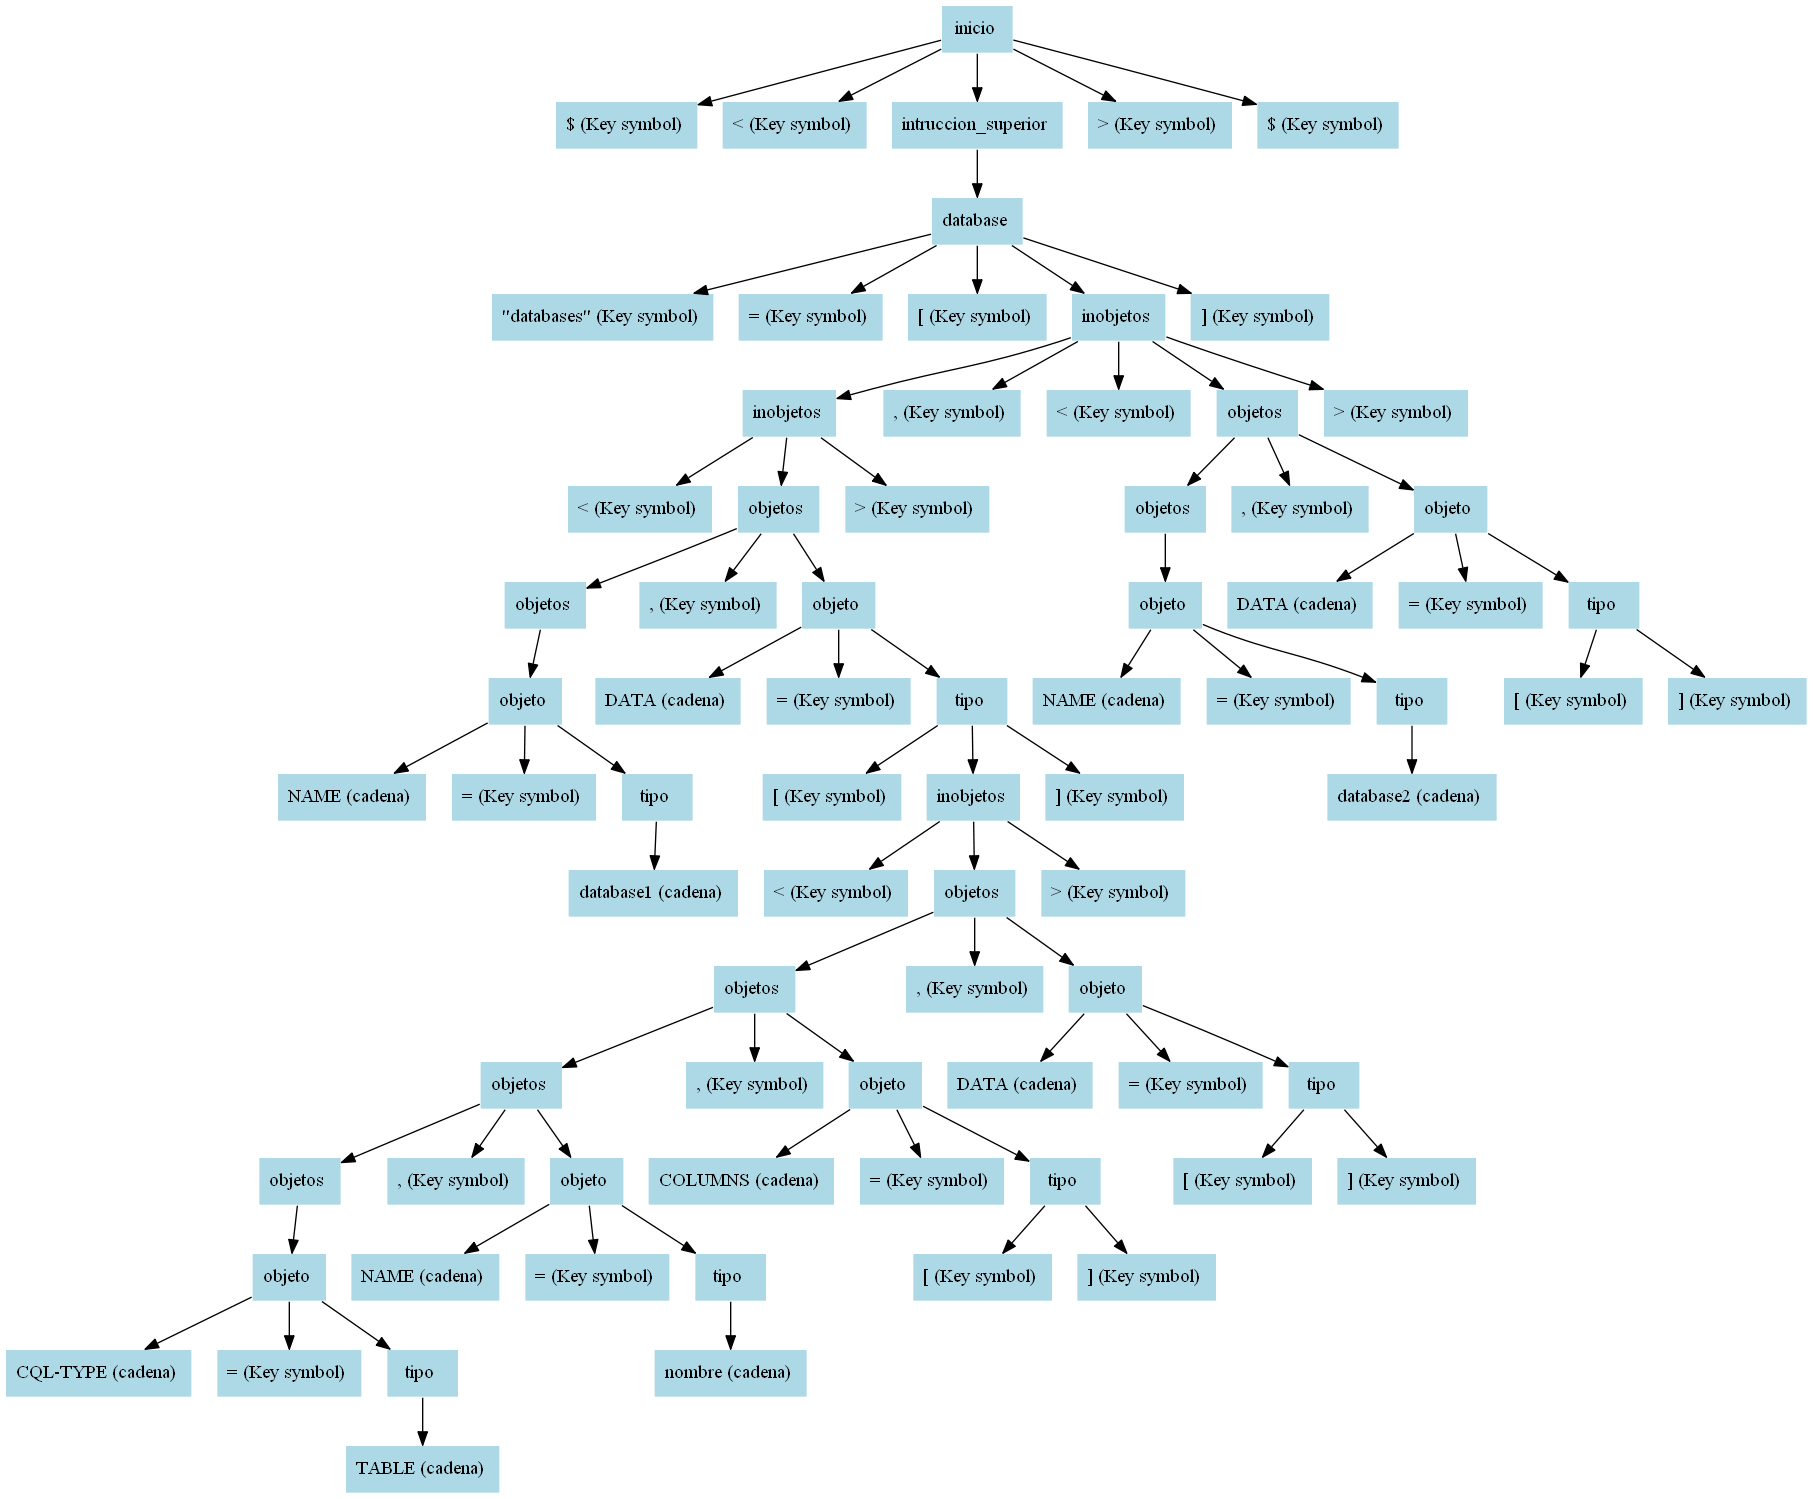 inicio
$ (Key symbol)
< (Key symbol)
intruccion_superior
> (Key symbol)
$ (Key symbol)
database
"databases" (Key symbol)
= (Key symbol)
[ (Key symbol)
inobjetos
] (Key symbol)
inobjetos
, (Key symbol)
< (Key symbol)
objetos
> (Key symbol)
< (Key symbol)
objetos
> (Key symbol)
objetos
, (Key symbol)
objeto
objetos
, (Key symbol)
objeto
objeto
DATA (cadena)
= (Key symbol)
tipo
objeto
DATA (cadena)
= (Key symbol)
tipo
NAME (cadena)
= (Key symbol)
tipo
[ (Key symbol)
] (Key symbol)
NAME (cadena)
= (Key symbol)
tipo
[ (Key symbol)
inobjetos
] (Key symbol)
database2 (cadena)
database1 (cadena)
< (Key symbol)
objetos
> (Key symbol)
objetos
, (Key symbol)
objeto
objetos
, (Key symbol)
objeto
DATA (cadena)
= (Key symbol)
tipo
objetos
, (Key symbol)
objeto
COLUMNS (cadena)
= (Key symbol)
tipo
[ (Key symbol)
] (Key symbol)
objeto
NAME (cadena)
= (Key symbol)
tipo
[ (Key symbol)
] (Key symbol)
CQL-TYPE (cadena)
= (Key symbol)
tipo
nombre (cadena)
TABLE (cadena)